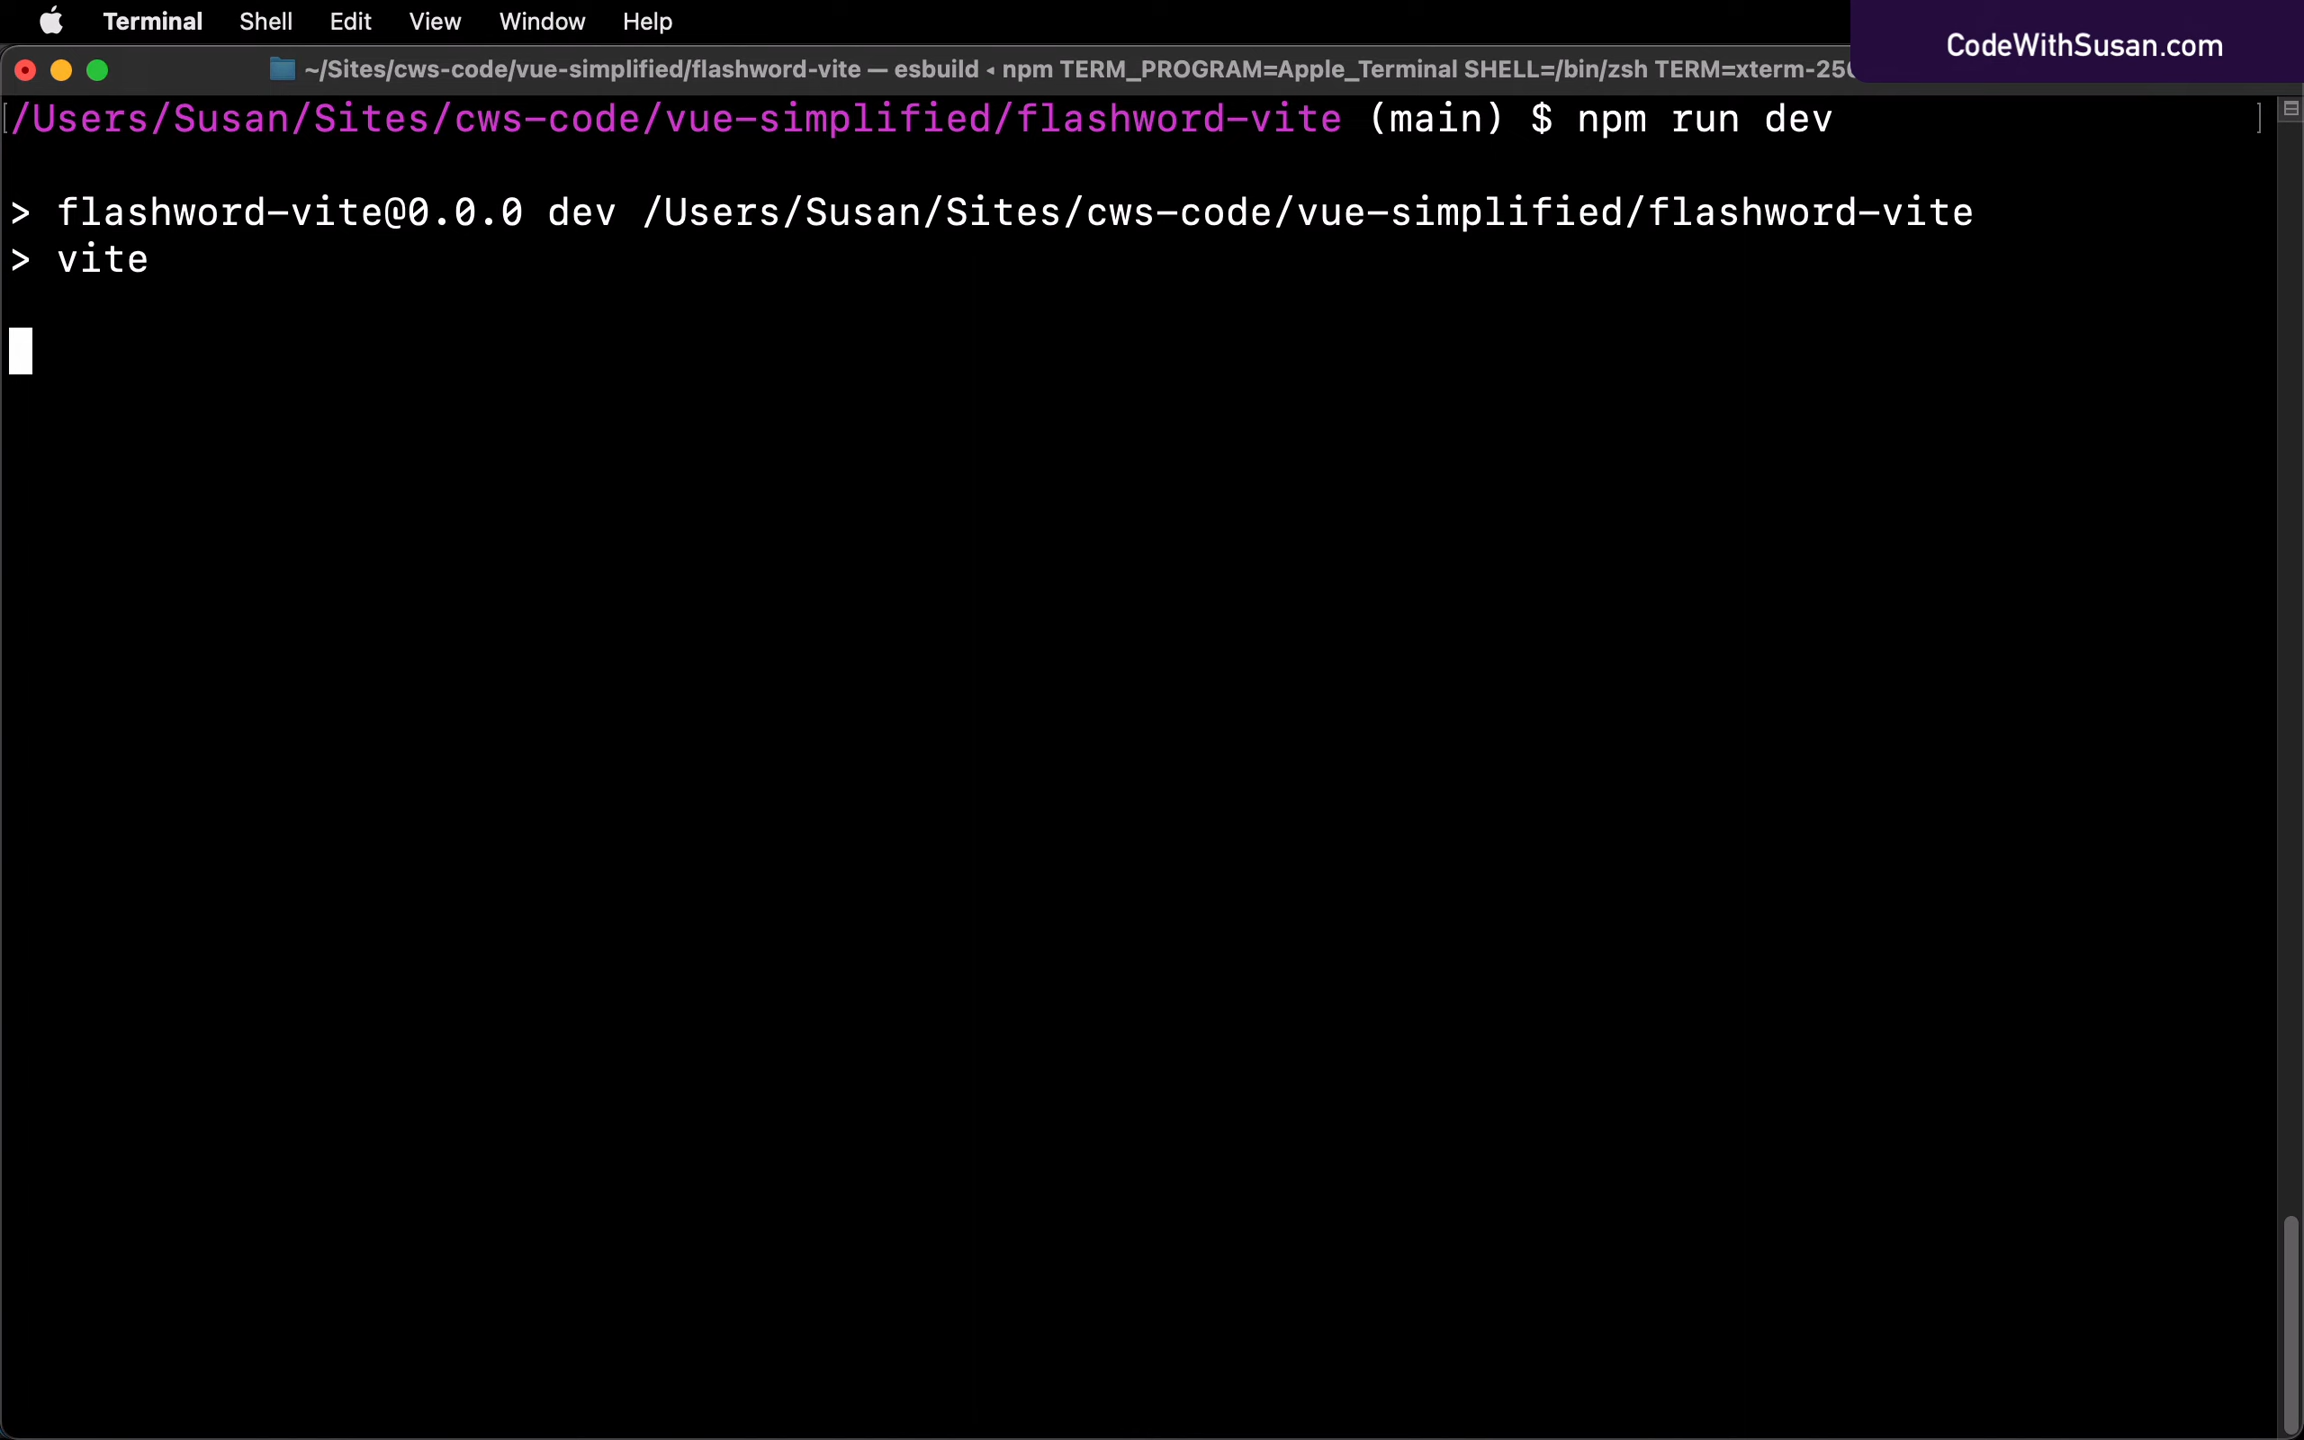 Terminal Shell Edit View Window Help
CodeWithSusan.com
~/Sites/cws-code/vue-simplified/flashword-vite — esbuild ◂ npm TERM_PROGRAM=Apple_Terminal SHELL=/bin/zsh TERM=xterm-256
[/Users/Susan/Sites/cws-code/vue-simplified/flashword-vite (main) $ npm run dev ]
> flashword-vite@0.0.0 dev /Users/Susan/Sites/cws-code/vue-simplified/flashword-vite
> vite